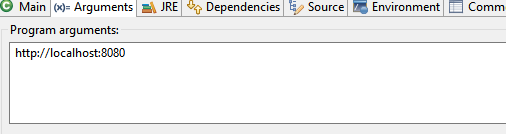 Main (x)= Arguments JRE Dependencies Source Environment Comm
Program arguments:
http://localhost:8080